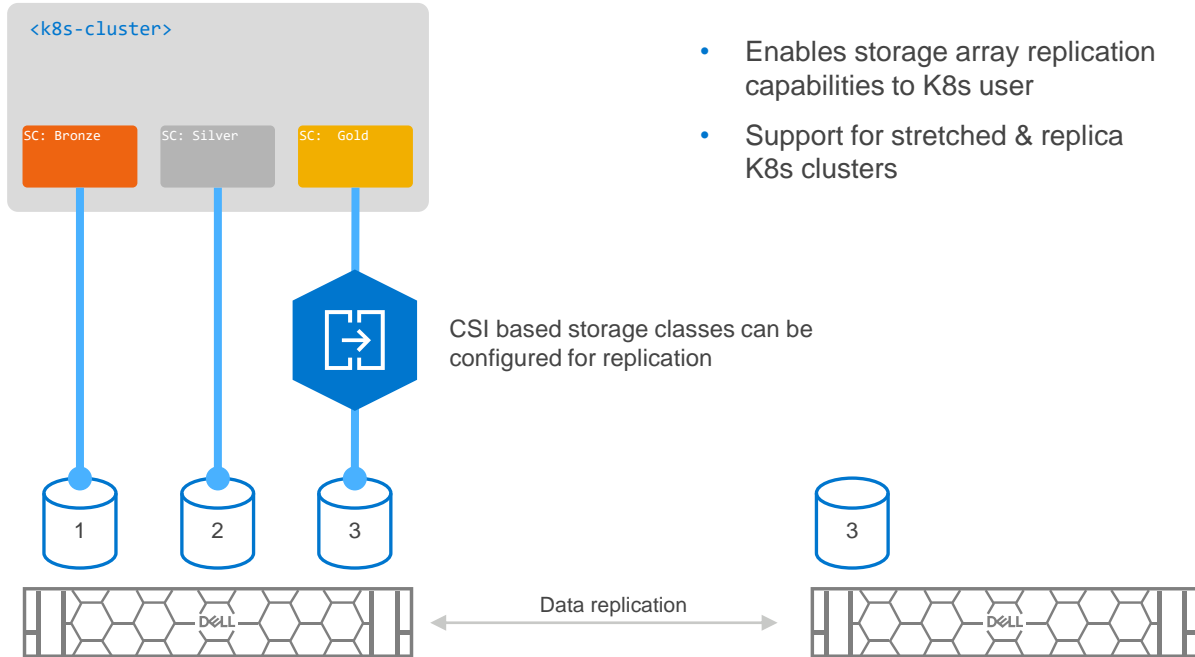 <k8s-cluster>
SC: Bronze
SC: Silver
SC: Gold
• Enables storage array replication
capabilities to K8s user
• Support for stretched & replica
K8s clusters
CSI based storage classes can be
configured for replication
1
2
3
3
Data replication
DELL
DELL